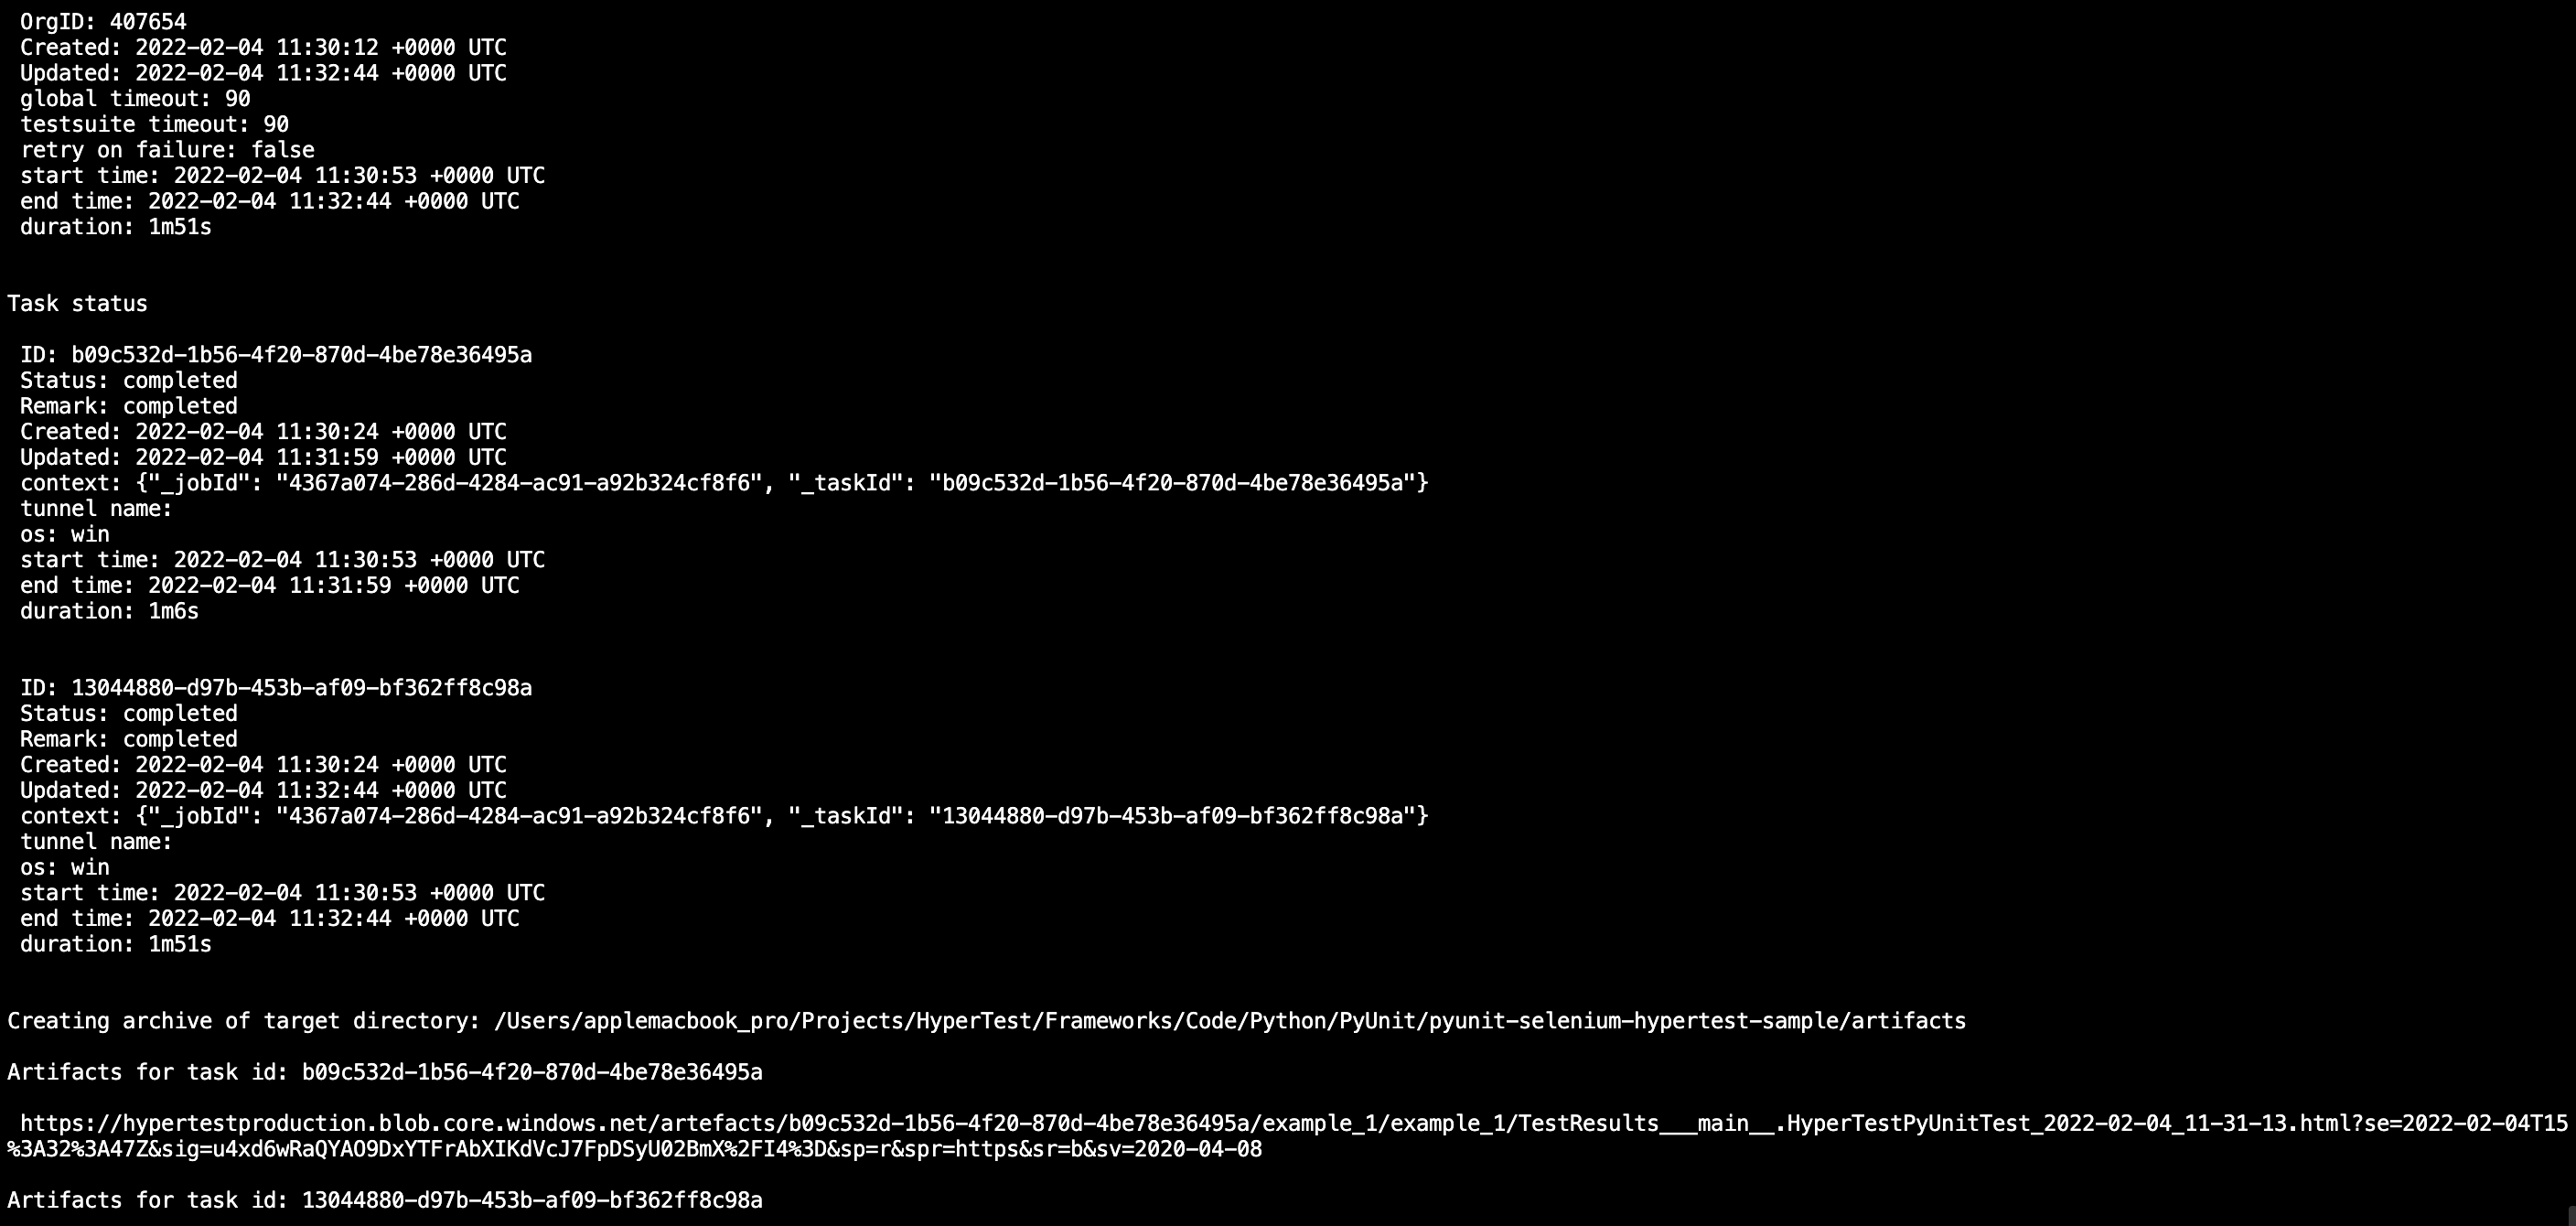 OrgID: 407654
Created: 2022-02-04 11:30:12 +0000 UTC
Updated: 2022-02-04 11:32:44 +0000 UTC
global timeout: 90
testsuite timeout: 90
retry on failure: false
start time: 2022-02-04 11:30:53 +0000 UTC
end time: 2022-02-04 11:32:44 +0000 UTC
duration: 1m51s
Task status
ID: b09c532d-1b56-4f20-870d-4be78e36495a
Status: completed
Remark: completed
Created: 2022-02-04 11:30:24 +0000 UTC
Updated: 2022-02-04 11:31:59 +0000 UTC
context: {"_jobId": "4367a074-286d-4284-ac91-a92b324cf8f6", "_taskId": "b09c532d-1b56-4f20-870d-4be78e36495a"}
tunnel name:
os: win
start time: 2022-02-04 11:30:53 +0000 UTC
end time: 2022-02-04 11:31:59 +0000 UTC
duration: 1m6s
ID: 13044880-d97b-453b-af09-bf362ff8c98a
Status: completed
Remark: completed
Created: 2022-02-04 11:30:24 +0000 UTC
Updated: 2022-02-04 11:32:44 +0000 UTC
context: {"_jobId": "4367a074-286d-4284-ac91-a92b324cf8f6", "_taskId": "13044880-d97b-453b-af09-bf362ff8c98a"}
tunnel name:
os: win
start time: 2022-02-04 11:30:53 +0000 UTC
end time: 2022-02-04 11:32:44 +0000 UTC
duration: 1m51s
Creating archive of target directory: /Users/applemacbook_pro/Projects/HyperTest/Frameworks/Code/Python/PyUnit/pyunit-selenium-hypertest-sample/artifacts
Artifacts for task id: b09c532d-1b56-4f20-870d-4be78e36495a
https://hypertestproduction.blob.core.windows.net/artefacts/b09c532d-1b56-4f20-870d-4be78e36495a/example_1/example_1/TestResults___main__.HyperTestPyUnitTest_2022-02-04_11-31-13.html?se=2022-02-04T15
%3A32%3A47Z&sig=u4xd6wRaQYAO9DxYTFrAbXIKdVcJ7FpDSyU02BmX%2FI4%3D&sp=r&spr=https&sr=b&sv=2020-04-08
Artifacts for task id: 13044880-d97b-453b-af09-bf362ff8c98a